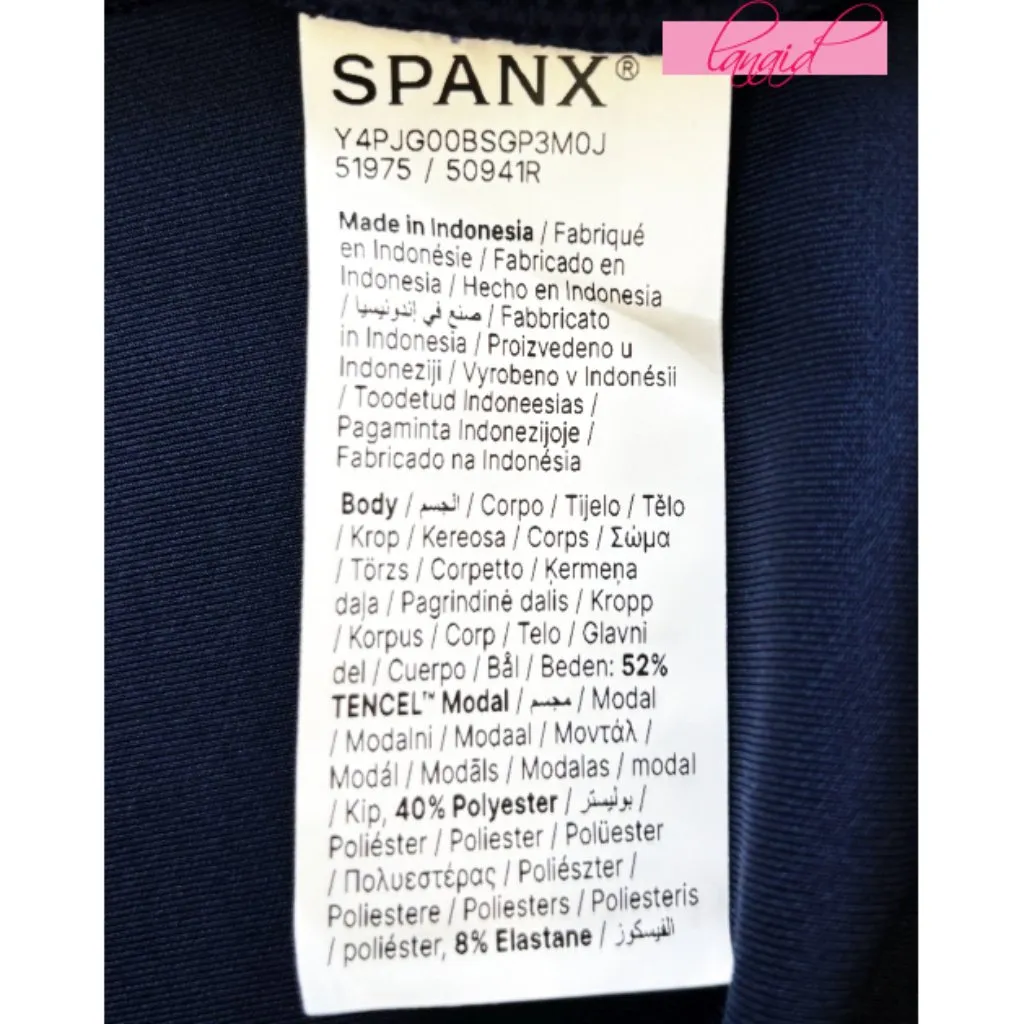 lanaid
SPANX®
Y4PJG00BSGP3M0J
51975 / 50941R
Made in Indonesia / Fabriqué
en Indonésie / Fabricado en
Indonesia / Hecho en Indonesia
/ صنع في إندونيسيا / Fabbricato
in Indonesia / Proizvedeno u
Indoneziji / Vyrobeno v Indonésii
/ Toodetud Indoneesias /
Pagaminta Indonezijoje /
Fabricado na Indonésia
Body / الجسم / Corpo / Tijelo / Tělo
/ Krop / Kereosa / Corps / Σώμα
/ Törzs / Corpetto / Ķermeņa
daļa / Pagrindinė dalis / Kropp
/ Korpus / Corp / Telo / Glavni
del / Cuerpo / Bål / Beden: 52%
TENCEL™ Modal / مجسم / Modal
/ Modalni / Modaal / Μοντάλ /
Modál / Modāls / Modalas / modal
/ Kip, 40% Polyester / بوليستر /
Poliéster / Poliester / Polüester
/ Πολυεστέρας / Poliészter /
Poliestere / Poliesters / Poliesteris
/ poliéster, 8% Elastane / الفيسكوز